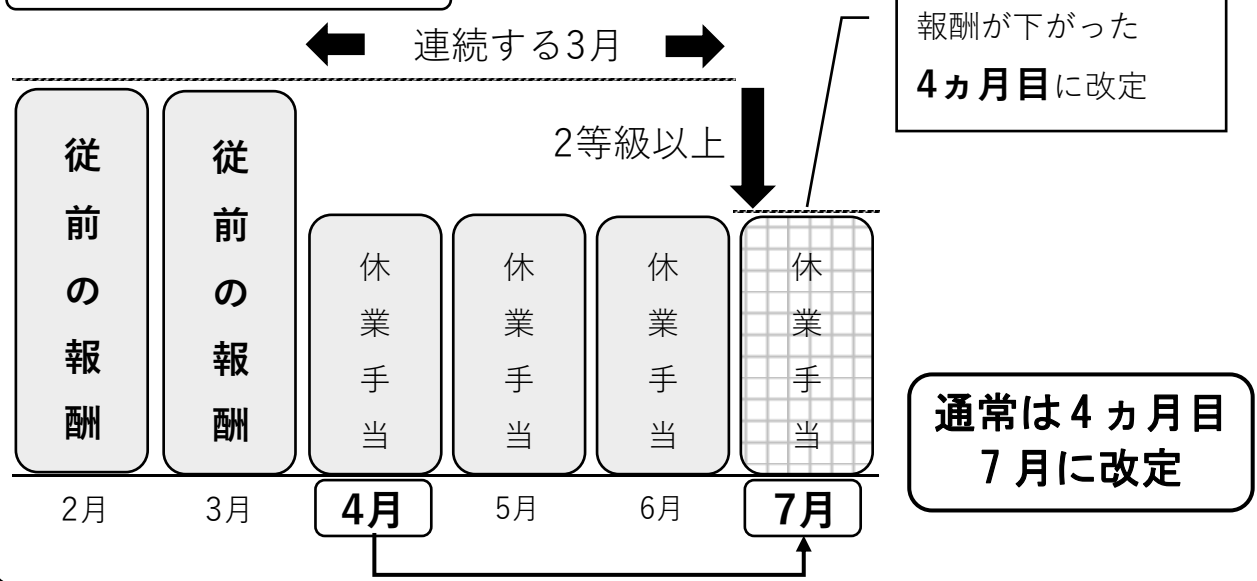 連続する3月
報酬が下がった
4ヵ月目に改定
2等級以上
従前の報酬
従前の報酬
休業手当
休業手当
休業手当
休業手当
通常は4ヵ月目
7月に改定
2月
3月
4月
5月
6月
7月